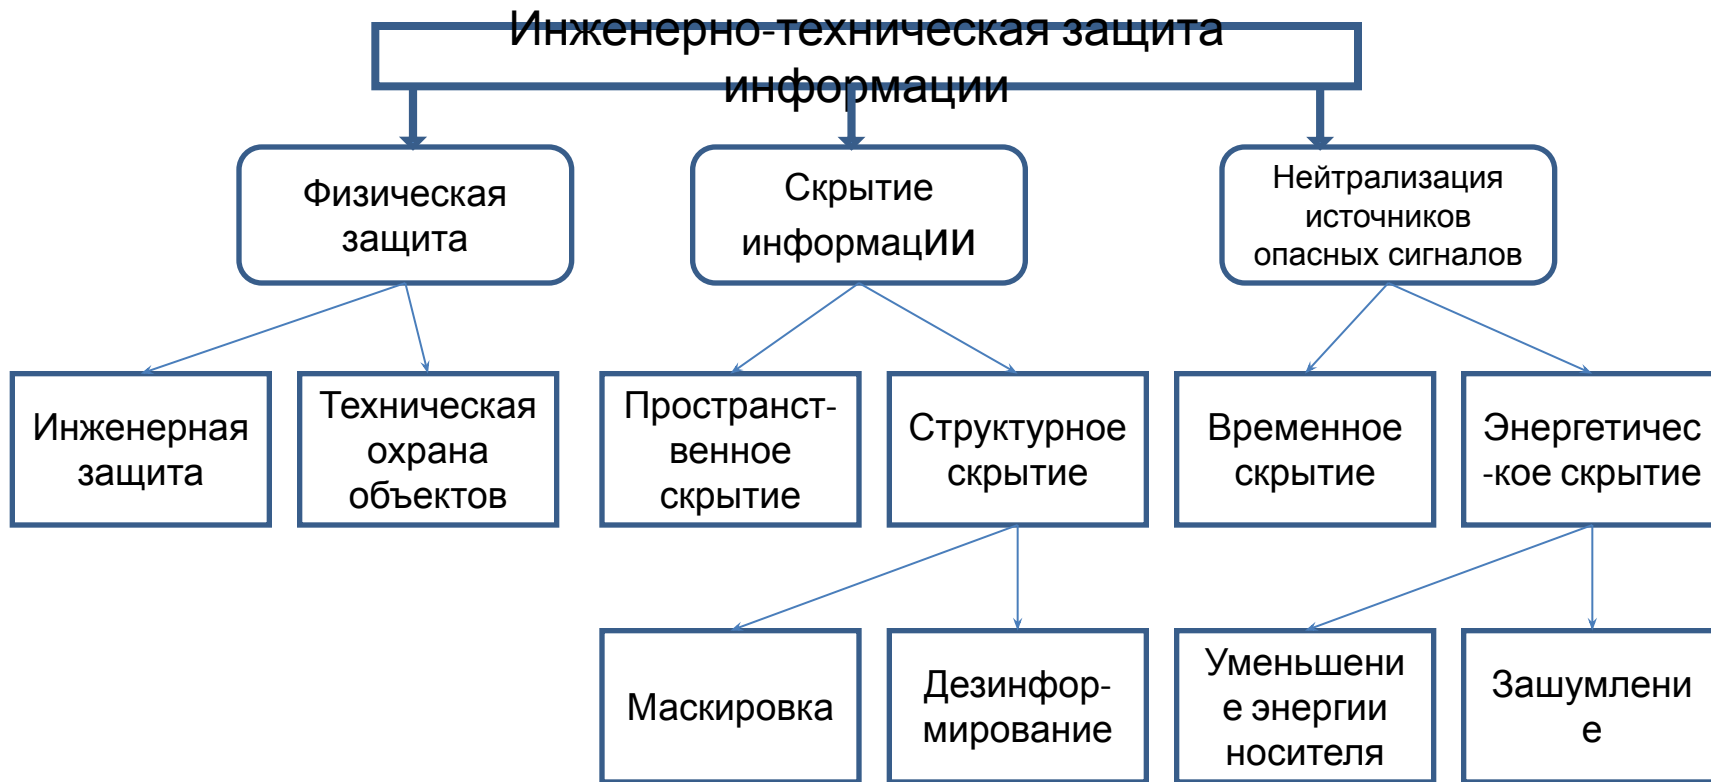 Инженерно-техническая защита
информации
Физическая
защита
Скрытие
информации
Нейтрализация
источников
опасных сигналов
Инженерная
защита
Техническая
охрана
объектов
Пространст-
венное
скрытие
Структурное
скрытие
Временное
скрытие
Энергетичес
-кое скрытие
Маскировка
Дезинфор-
мирование
Уменьшени
е энергии
носителя
Зашумлени
е